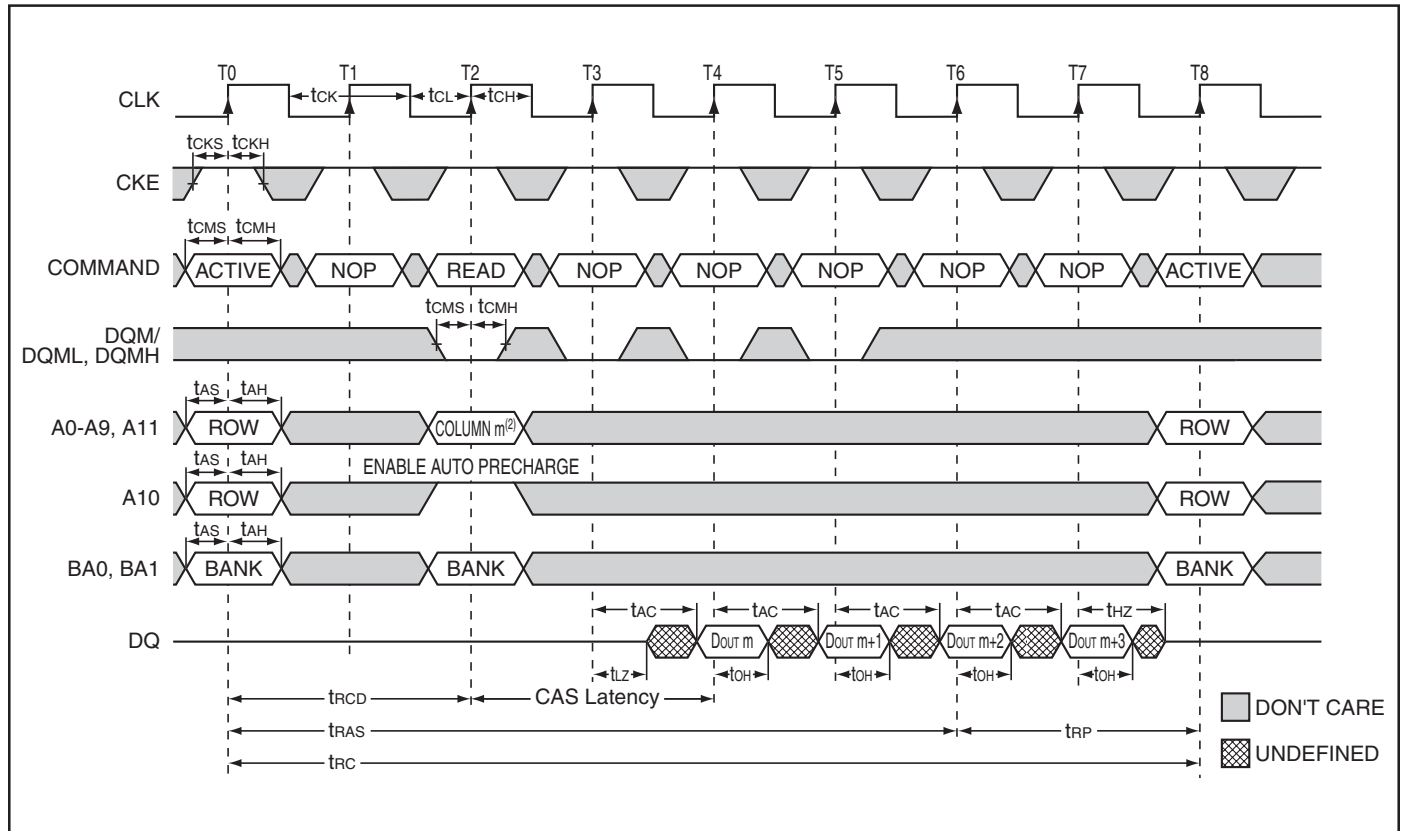 T0 T1 T2 T3 T4 T5 T6 T7 T8
CLK tCK tCL tCH
tCKS tCKH
CKE
tCMS tCMH
COMMAND ACTIVE NOP READ NOP NOP NOP NOP NOP ACTIVE
tCMS tCMH
DQM/
DQML, DQMH
tAS tAH
A0-A9, A11 ROW COLUMN m(2) ROW
tAS tAH ENABLE AUTO PRECHARGE
A10 ROW ROW
tAS tAH
BA0, BA1 BANK BANK BANK
tAC tAC tAC tAC tHZ
DQ DOUT m DOUT m+1 DOUT m+2 DOUT m+3
tLZ tOH tOH tOH tOH
tRCD CAS Latency
DON'T CARE
tRAS tRP
UNDEFINED
tRC